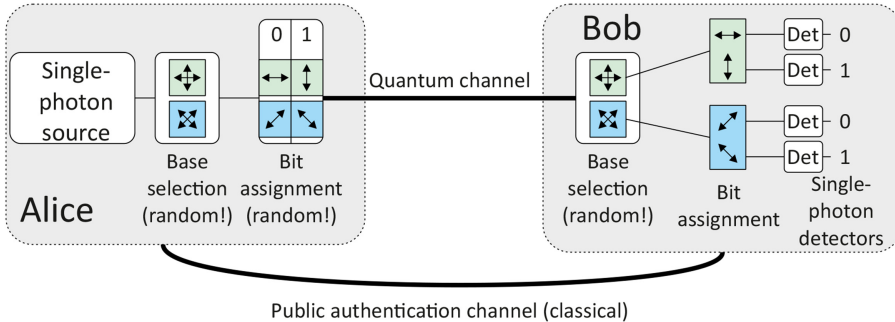 Alice
Single-
photon
source
Base
selection
(random!)
0 1
Bit
assignment
(random!)
Quantum channel
Bob
Base
selection
(random!)
Bit
assignment
Det 0
Det 1
Det 0
Det 1
Single-
photon
detectors
Public authentication channel (classical)